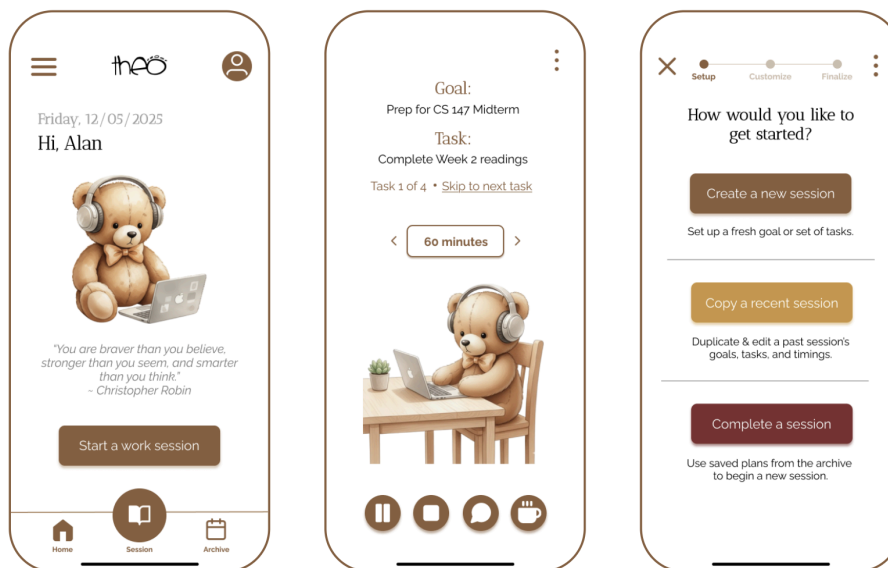 theo
Friday, 12/05/2025
Hi, Alan
"You are braver than you believe,
stronger than you seem, and smarter
than you think."
~ Christopher Robin
Start a work session
Home
Session
Archive
Goal:
Prep for CS 147 Midterm
Task:
Complete Week 2 readings
Task 1 of 4 • Skip to next task
< 60 minutes >
Setup
Customize
Finalize
How would you like to
get started?
Create a new session
Set up a fresh goal or set of tasks.
Copy a recent session
Duplicate & edit a past session's
goals, tasks, and timings.
Complete a session
Use saved plans from the archive
to begin a new session.